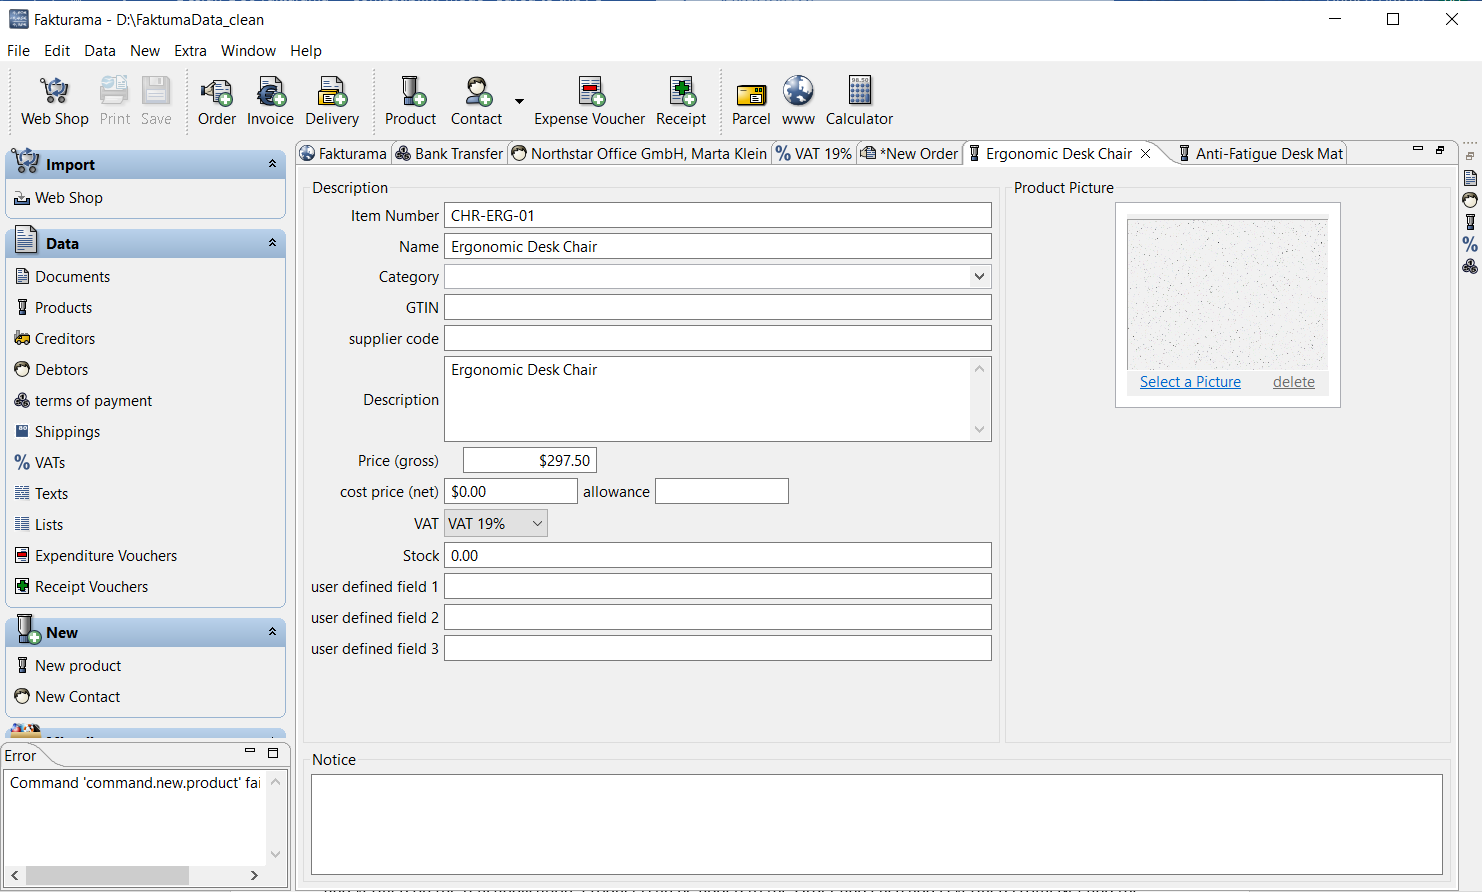 Fakturama - D:\FaktumaData_clean
File Edit Data New Extra Window Help
Web Shop Print Save Order Invoice Delivery Product Contact Expense Voucher Receipt Parcel www Calculator
Fakturama Bank Transfer Northstar Office GmbH, Marta Klein VAT 19% *New Order Ergonomic Desk Chair Anti-Fatigue Desk Mat
Import
Web Shop
Data
Documents
Products
Creditors
Debtors
terms of payment
Shippings
VATs
Texts
Lists
Expenditure Vouchers
Receipt Vouchers
New
New product
New Contact
Error
Command 'command.new.product' fai
Description
Item Number CHR-ERG-01
Name Ergonomic Desk Chair
Category
GTIN
supplier code
Description Ergonomic Desk Chair
Price (gross) $297.50
cost price (net) $0.00 allowance
VAT VAT 19%
Stock 0.00
user defined field 1
user defined field 2
user defined field 3
Product Picture
Select a Picture delete
Notice